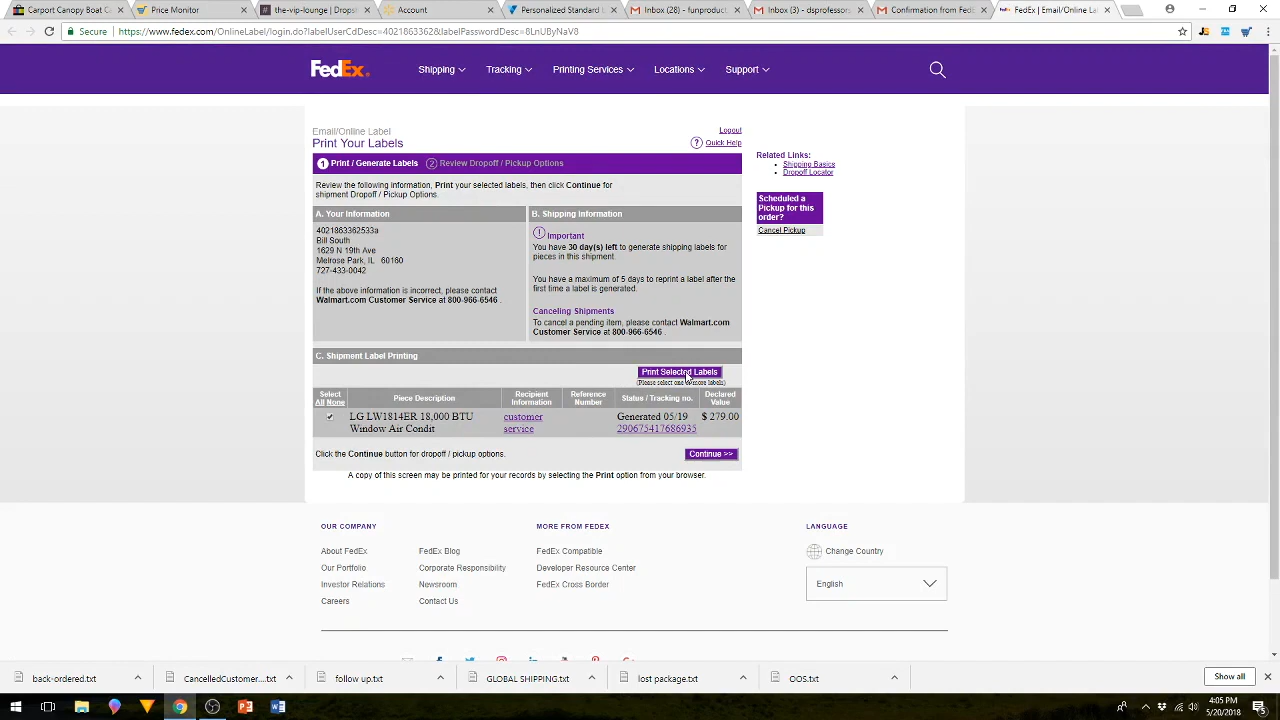 Carport Canopy Boat C
Price Monitor
the-vip-lounge | Drops
Account
Personalized Standard
Inbox (28) - funproduc
Inbox (3) - dsprofessor
Confirmation from Fed
FedEx | Email/Online La
Secure
https://www.fedex.com/OnlineLabel/login.do?labelUserCdDesc=4021863362&labelPasswordDesc=8LnUByNaV8
FedEx
Shipping
Tracking
Printing Services
Locations
Support
Email/Online Label
Logout
Print Your Labels
? Quick Help
1 Print / Generate Labels 2 Review Dropoff / Pickup Options
Review the following information, Print your selected labels, then click Continue for
shipment Dropoff / Pickup Options.
A. Your Information
4021863362533a
Bill South
1629 N 19th Ave
Melrose Park, IL 60160
727-433-0042
If the above information is incorrect, please contact
Walmart.com Customer Service at 800-966-6546 .
B. Shipping Information
! Important
You have 30 day(s) left to generate shipping labels for
pieces in this shipment.
You have a maximum of 5 days to reprint a label after the
first time a label is generated.
Canceling Shipments
To cancel a pending item, please contact Walmart.com
Customer Service at 800-966-6546 .
Related Links:
Shipping Basics
Dropoff Locator
Scheduled a
Pickup for this
order?
Cancel Pickup
C. Shipment Label Printing
Print Selected Labels
(Please select one or more labels)
Select
All None
Piece Description
Recipient
Information
Reference
Number
Status / Tracking no.
Declared
Value
LG LW1814ER 18,000 BTU
Window Air Condit
customer
service
Generated 05/19
290675417686935
$ 279.00
Click the Continue button for dropoff / pickup options.
Continue >>
A copy of this screen may be printed for your records by selecting the Print option from your browser.
OUR COMPANY
About FedEx
Our Portfolio
Investor Relations
Careers
FedEx Blog
Corporate Responsibility
Newsroom
Contact Us
MORE FROM FEDEX
FedEx Compatible
Developer Resource Center
FedEx Cross Border
LANGUAGE
Change Country
English
back-ordered.txt
CancelledCustomer....txt
follow up.txt
GLOBAL SHIPPING.txt
lost package.txt
OOS.txt
Show all
4:05 PM
5/20/2018